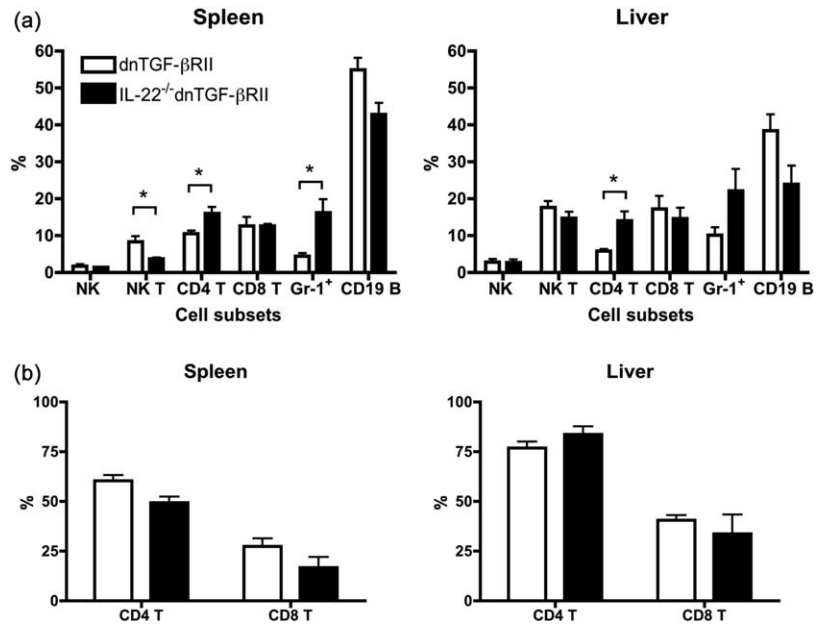 (a)
Spleen
60
50
40
30
20
10
0
%
dnTGF-βRII
IL-22⁻/⁻dnTGF-βRII
*
*
*
NK NK T CD4 T CD8 T Gr-1⁺ CD19 B
Cell subsets
Liver
60
50
40
30
20
10
0
%
*
NK NK T CD4 T CD8 T Gr-1⁺ CD19 B
Cell subsets
(b)
Spleen
100
75
50
25
0
%
CD4 T CD8 T
Liver
100
75
50
25
0
%
CD4 T CD8 T